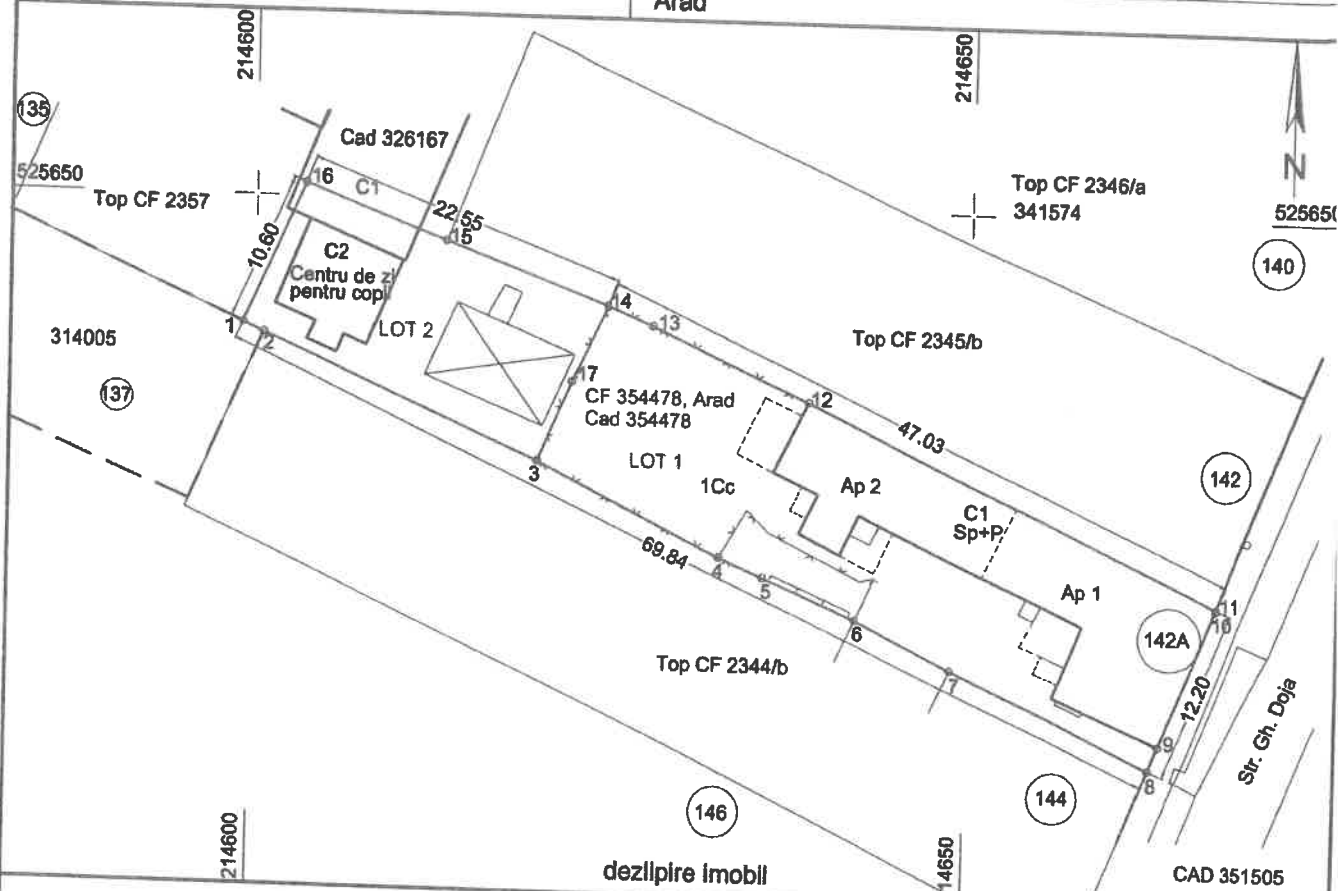 Arad
214600
214650
135
Cad 326167
525650
16
C1
Top CF 2357
Top CF 2346/a
341574
N
525650
22.55
15
10.60
C2
Centru de zi
pentru copii
140
14
13
1
2
LOT 2
314005
Top CF 2345/b
137
17
CF 354478, Arad
Cad 354478
12
47.03
LOT 1
3
1Cc
Ap 2
142
C1
Sp+P
69.84
4
5
Ap 1
11
10
6
142A
Top CF 2344/b
7
12.20
Str. Gh. Doja
9
8
146
144
214600
14650
dezlipire imobil
CAD 351505